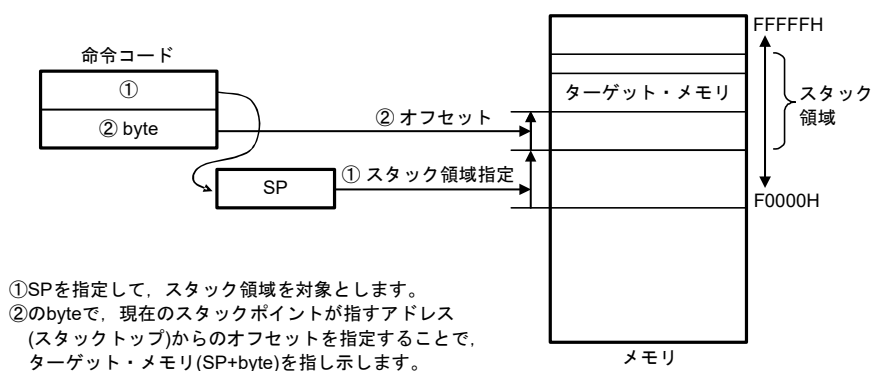 命令コード
①
② byte
SP
② オフセット
① スタック領域指定
FFFFFH
ターゲット・メモリ
スタック
領域
F0000H
メモリ
①SPを指定して，スタック領域を対象とします。
②のbyteで，現在のスタックポイントが指すアドレス
(スタックトップ)からのオフセットを指定することで，
ターゲット・メモリ(SP+byte)を指し示します。